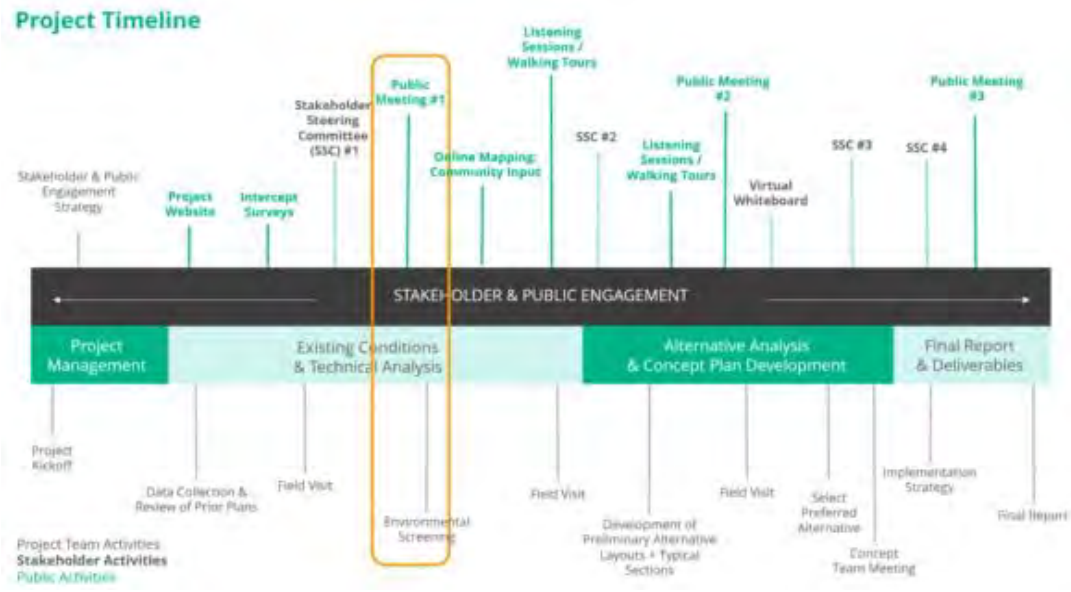 Project Timeline
Listening
Sessions /
Walking Tours
Public
Meeting #1
Public Meeting
#2
Public Meeting
#3
Stakeholder
Steering
Committee
(SSC) #1
SSC #2
Listening
Sessions /
Walking Tours
SSC #3
SSC #4
Online Mapping:
Community Input
Stakeholder & Public
Engagement
Strategy
Project
Website
Intercept
Surveys
Virtual
Whiteboard
STAKEHOLDER & PUBLIC ENGAGEMENT
Project
Management
Existing Conditions
& Technical Analysis
Alternative Analysis
& Concept Plan Development
Final Report
& Deliverables
Project
Kickoff
Data Collection &
Review of Prior Plans
Field Visit
Environmental
Screening
Field Visit
Development of
Preliminary Alternative
Layouts + Typical
Sections
Field Visit
Select
Preferred
Alternative
Concept
Team Meeting
Implementation
Strategy
Final Report
Project Team Activities
Stakeholder Activities
Public Activities